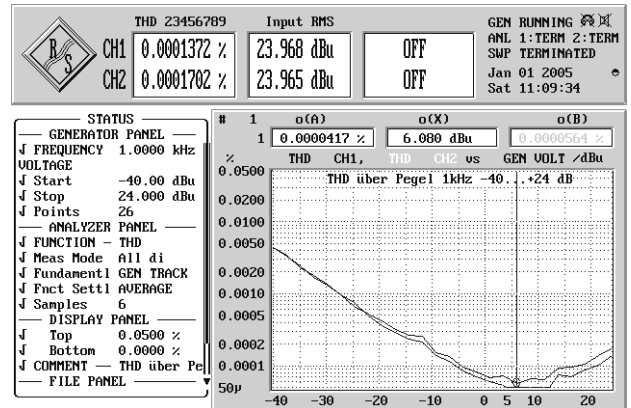 THD 23456789 Input RMS
R&S CH1 0.0001372 % 23.968 dBu OFF
CH2 0.0001702 % 23.965 dBu OFF
GEN RUNNING
ANL 1:TERM 2:TERM
SWP TERMINATED
Jan 01 2005
Sat 11:09:34
STATUS
GENERATOR PANEL
FREQUENCY 1.0000 kHz
VOLTAGE
Start -40.00 dBu
Stop 24.000 dBu
Points 26
ANALYZER PANEL
FUNCTION - THD
Meas Mode All di
Fundamentl GEN TRACK
Fnct Settl AVERAGE
Samples 6
DISPLAY PANEL
Top 0.0500 %
Bottom 0.0000 %
COMMENT — THD über Pe
FILE PANEL
# 1 o(A) o(X) o(B)
1 0.0000417 % 6.080 dBu 0.0000564 %
% THD CH1, THD CH2 vs GEN VOLT /dBu
THD über Pegel 1kHz -40...+24 dB
0.0500
0.0200
0.0100
0.0050
0.0020
0.0010
0.0005
0.0002
0.0001
50µ
-40 -30 -20 -10 0 5 10 20